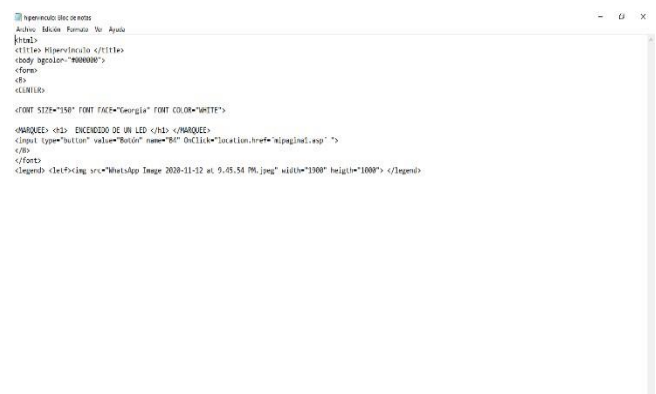 hipervinculo: Bloc de notas
Archivo Edición Formato Ver Ayuda
<html>
<title> Hipervinculo </title>
<body bgcolor="#000000">
<form>
<B>
<CENTER>
<FONT SIZE="150" FONT FACE="Georgia" FONT COLOR="WHITE">
<MARQUEE> <h1> ENCENDIDO DE UN LED </h1> </MARQUEE>
<input type="button" value="Botón" name="B4" OnClick="location.href='mipagina1.asp' ">
</B>
</font>
<legend> <letf><img src="WhatsApp Image 2020-11-12 at 9.45.54 PM.jpeg" width="1900" heigth="1000"> </legend>